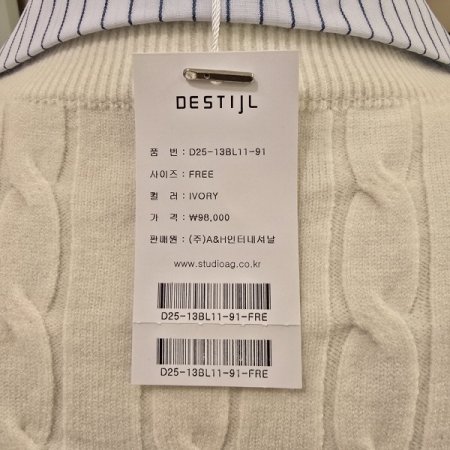 DESTIJL
품 번 : D25-13BL11-91
사이즈 : FREE
컬 러 : IVORY
가 격 : ₩98,000
판매원 : (주)A&H인터내셔날
www.studioag.co.kr
D25-13BL11-91-FRE
D25-13BL11-91-FRE